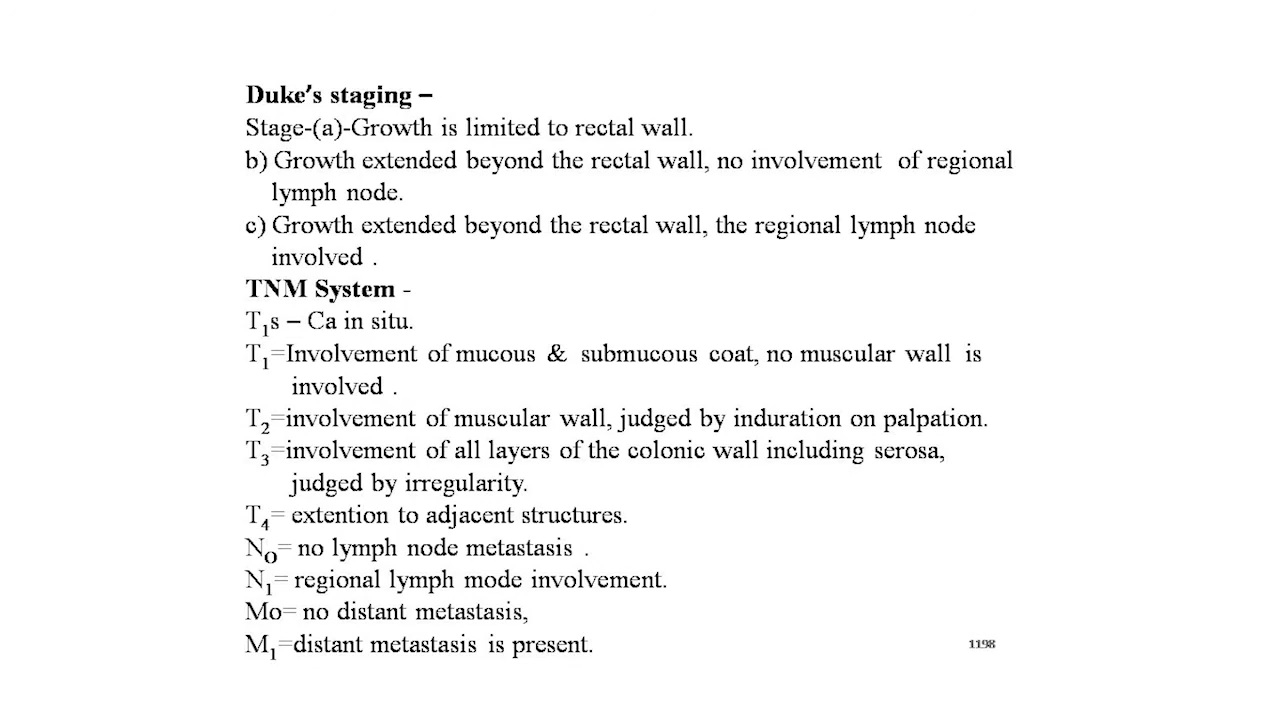 Duke's staging –
Stage-(a)-Growth is limited to rectal wall.
b) Growth extended beyond the rectal wall, no involvement of regional
lymph node.
c) Growth extended beyond the rectal wall, the regional lymph node
involved .
TNM System -
T₁s – Ca in situ.
T₁=Involvement of mucous & submucous coat, no muscular wall is
involved .
T₂=involvement of muscular wall, judged by induration on palpation.
T₃=involvement of all layers of the colonic wall including serosa,
judged by irregularity.
T₄= extention to adjacent structures.
N₀= no lymph node metastasis .
N₁= regional lymph mode involvement.
Mo= no distant metastasis,
M₁=distant metastasis is present.
1198